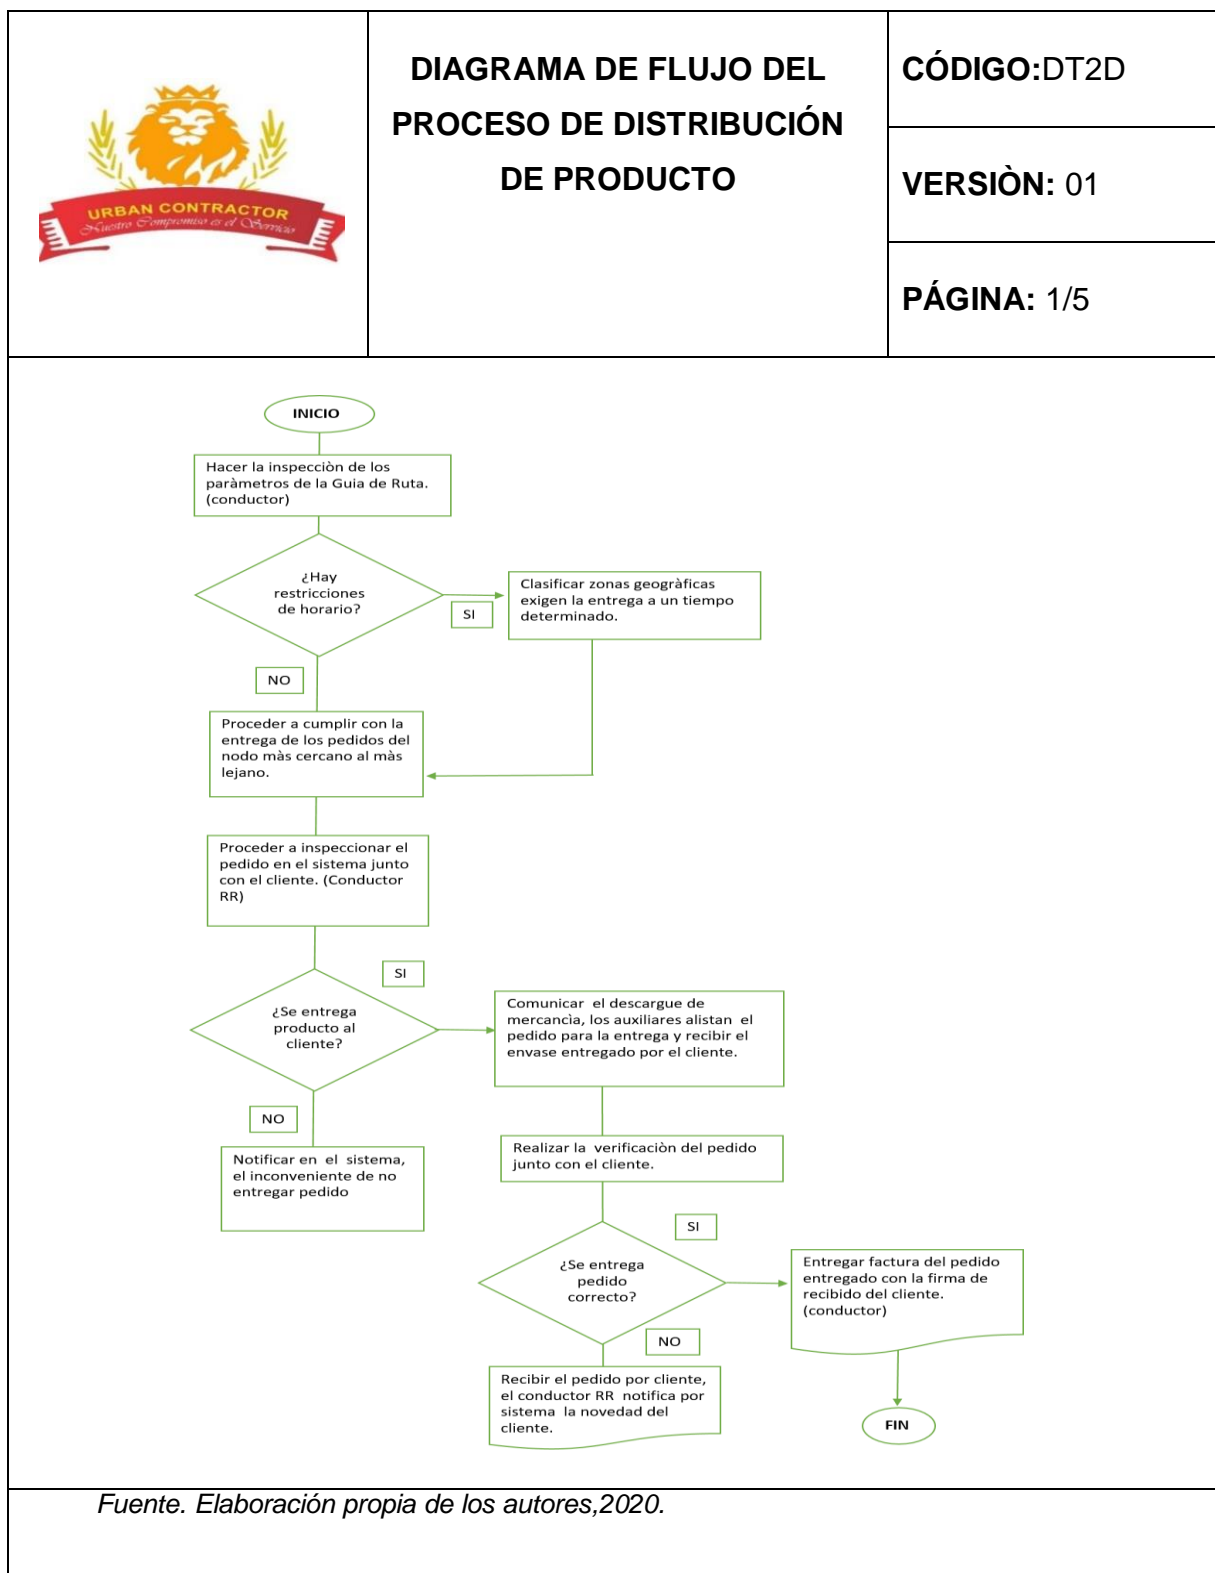 URBAN CONTRACTOR
Nuestro Compromiso es el Servicio
DIAGRAMA DE FLUJO DEL
PROCESO DE DISTRIBUCIÓN
DE PRODUCTO
CÓDIGO:DT2D
VERSIÒN: 01
PÁGINA: 1/5
INICIO
Hacer la inspecciòn de los
paràmetros de la Guia de Ruta.
(conductor)
¿Hay
restricciones
de horario?
SI
Clasificar zonas geogràficas
exigen la entrega a un tiempo
determinado.
NO
Proceder a cumplir con la
entrega de los pedidos del
nodo màs cercano al màs
lejano.
Proceder a inspeccionar el
pedido en el sistema junto
con el cliente. (Conductor
RR)
SI
¿Se entrega
producto al
cliente?
Comunicar el descargue de
mercancìa, los auxiliares alistan el
pedido para la entrega y recibir el
envase entregado por el cliente.
NO
Notificar en el sistema,
el inconveniente de no
entregar pedido
Realizar la verificaciòn del pedido
junto con el cliente.
SI
¿Se entrega
pedido
correcto?
Entregar factura del pedido
entregado con la firma de
recibido del cliente.
(conductor)
NO
Recibir el pedido por cliente,
el conductor RR notifica por
sistema la novedad del
cliente.
FIN
Fuente. Elaboración propia de los autores,2020.